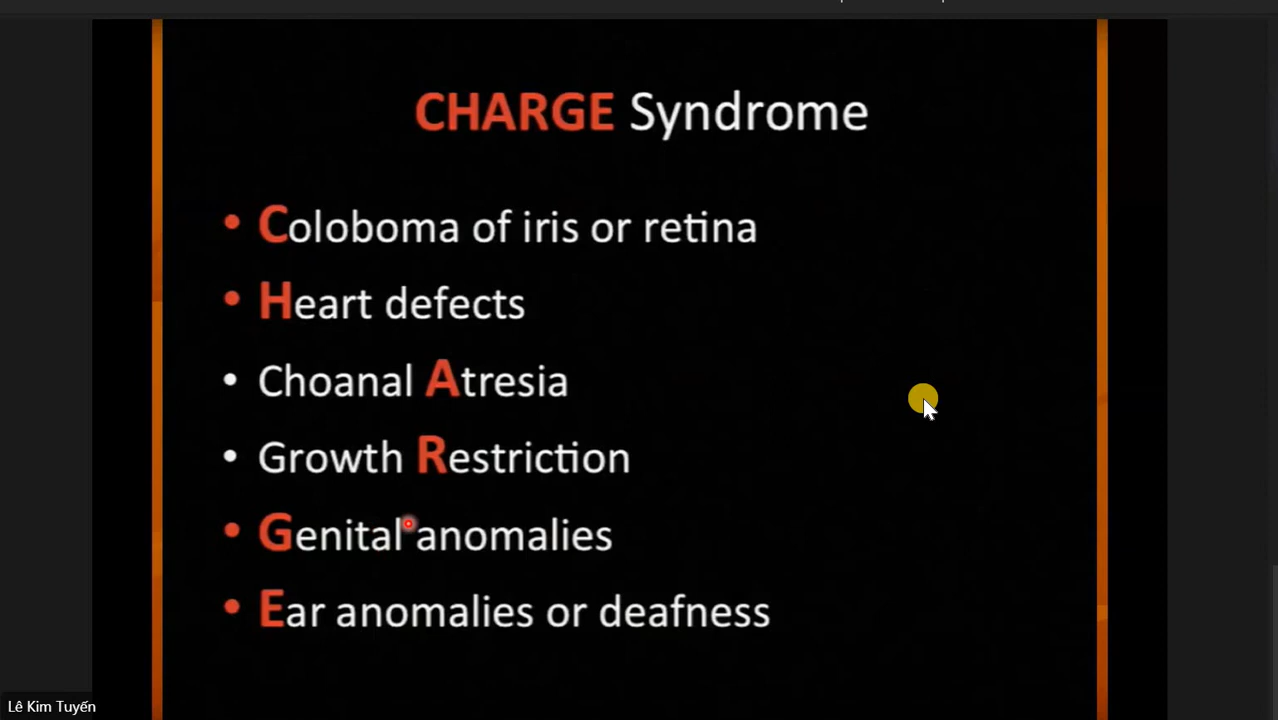 CHARGE Syndrome
• Coloboma of iris or retina
• Heart defects
• Choanal Atresia
• Growth Restriction
• Genital anomalies
• Ear anomalies or deafness
Lê Kim Tuyến